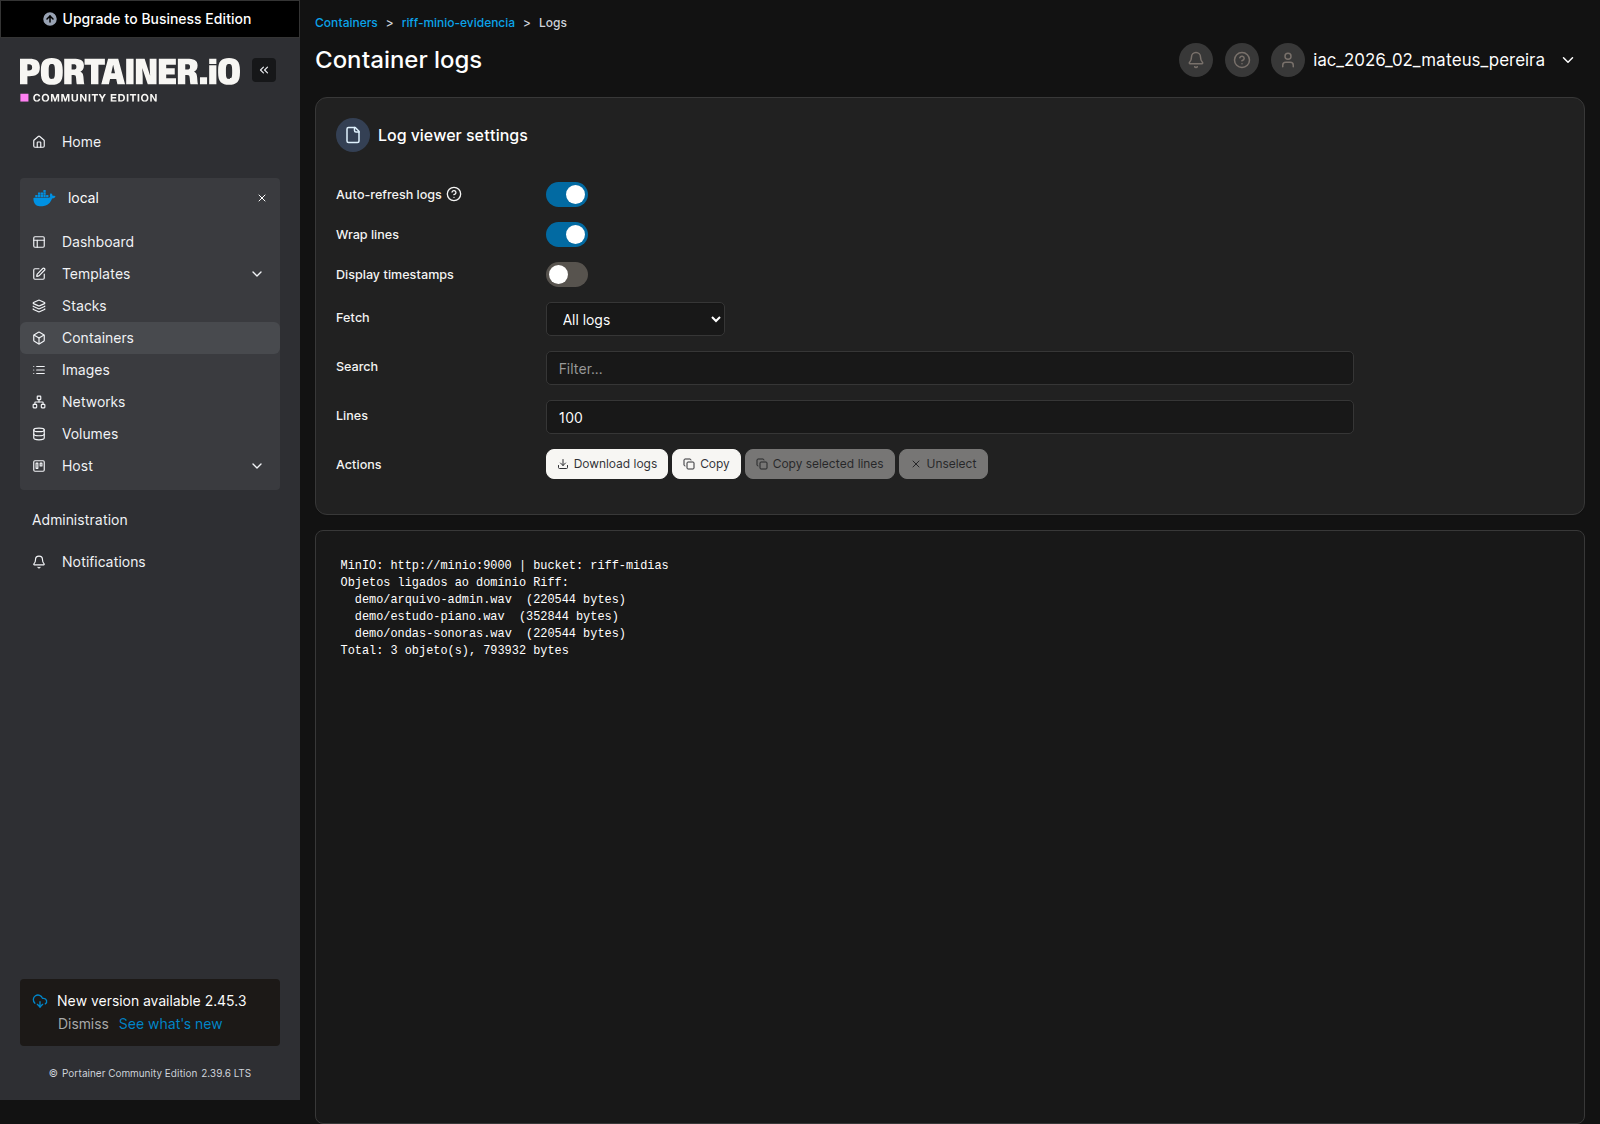 Upgrade to Business Edition
PORTAINER.iO
COMMUNITY EDITION
Home
local
Dashboard
Templates
Stacks
Containers
Images
Networks
Volumes
Host
Administration
Notifications
New version available 2.45.3
Dismiss See what's new
© Portainer Community Edition 2.39.6 LTS
Containers > riff-minio-evidencia > Logs
Container logs
iac_2026_02_mateus_pereira
Log viewer settings
Auto-refresh logs
Wrap lines
Display timestamps
Fetch
All logs
Search
Filter...
Lines
100
Actions
Download logs Copy Copy selected lines Unselect
MinIO: http://minio:9000 | bucket: riff-midias
Objetos ligados ao dominio Riff:
demo/arquivo-admin.wav (220544 bytes)
demo/estudo-piano.wav (352844 bytes)
demo/ondas-sonoras.wav (220544 bytes)
Total: 3 objeto(s), 793932 bytes